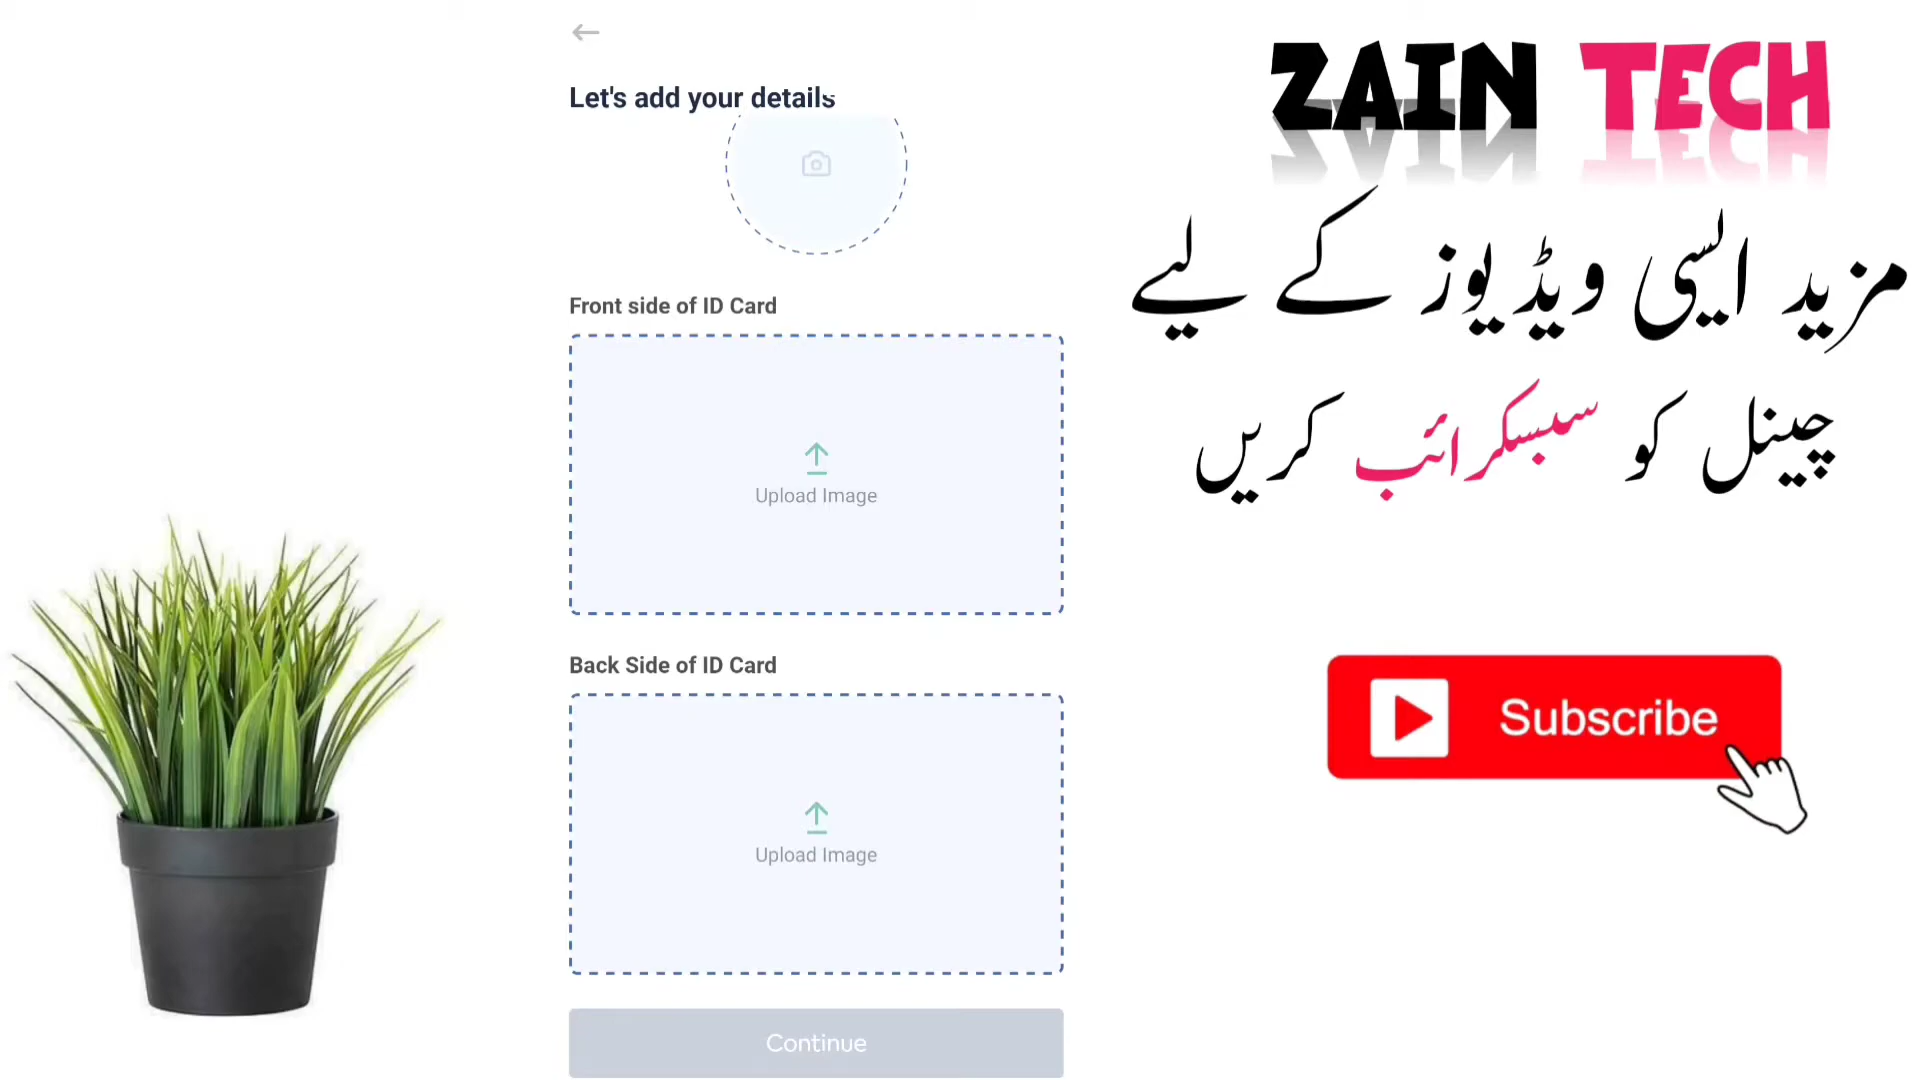 Let's add your details
Front side of ID Card
Upload Image
Back Side of ID Card
Upload Image
Continue
ZAIN TECH
مزید ایسی ویڈیوز کے لیے
چینل کو سبسکرائب کریں
Subscribe